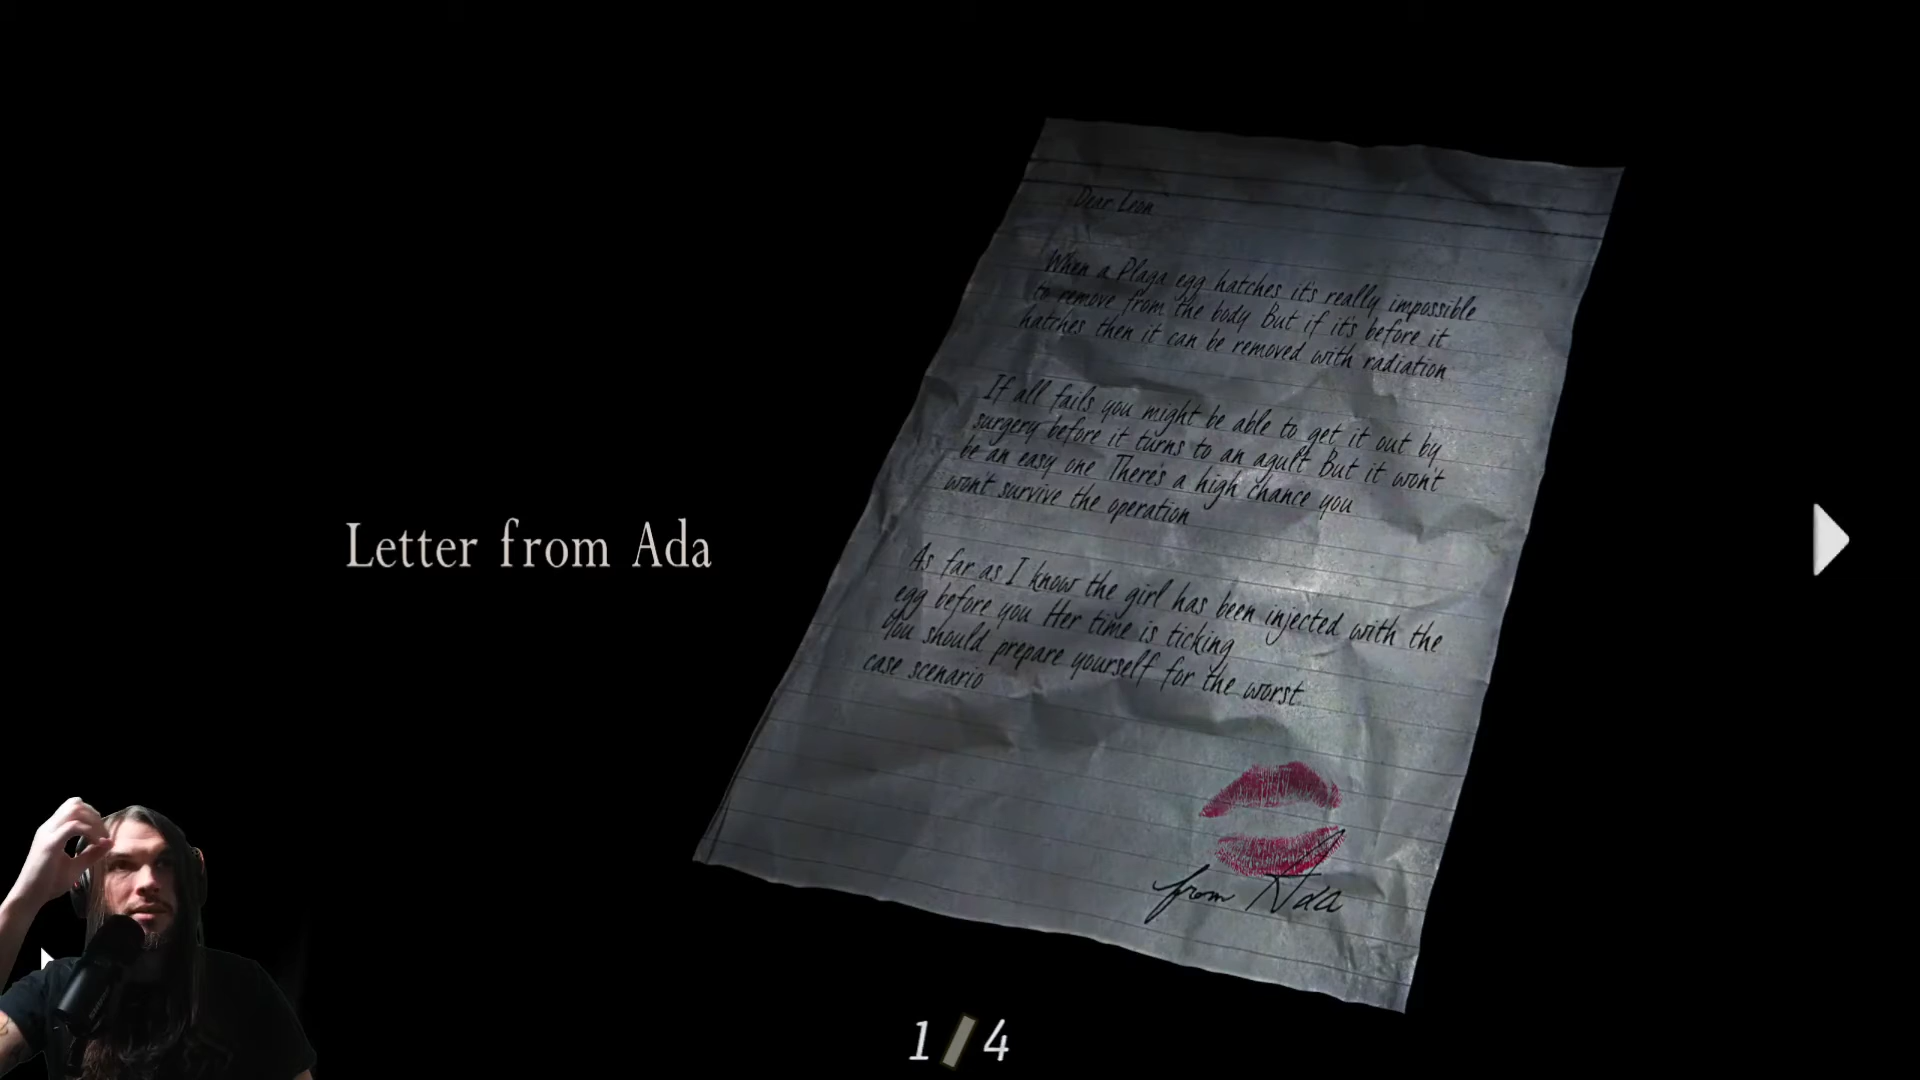 Letter from Ada
Dear Leon
When a Plaga egg hatches it's really impossible
to remove from the body But if it's before it
hatches then it can be removed with radiation
If all fails you might be able to get it out by
surgery before it turns to an agult But it won't
be an easy one There's a high chance you
won't survive the operation
As far as I know the girl has been injected with the
egg before you Her time is ticking
You should prepare yourself for the worst
case scenario
from Ada
1/4